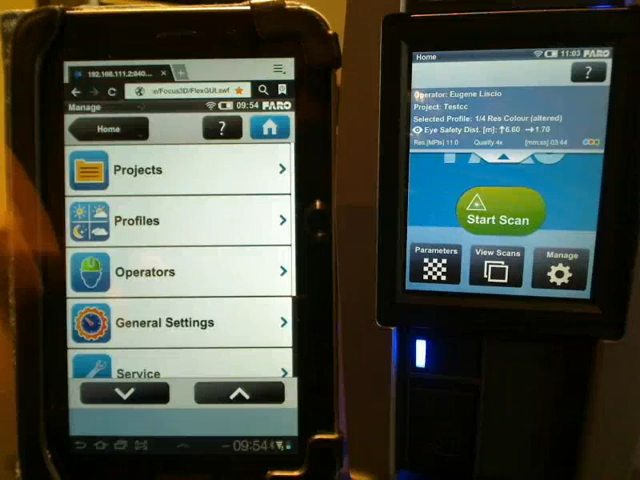 192.168.111.2:840...
e/Focus3D/FlexGUI.swf
Manage
09:54 FARO
Home
?
Projects
Profiles
Operators
General Settings
Service
09:54
Home
11:03 FARO
?
Operator: Eugene Liscio
Project: Testcc
Selected Profile: 1/4 Res Colour (altered)
Eye Safety Dist. [m]: 6.60 1.70
Res [MPts] 11.0 Quality 4x [mm:ss] 03:44
Start Scan
Parameters
View Scans
Manage